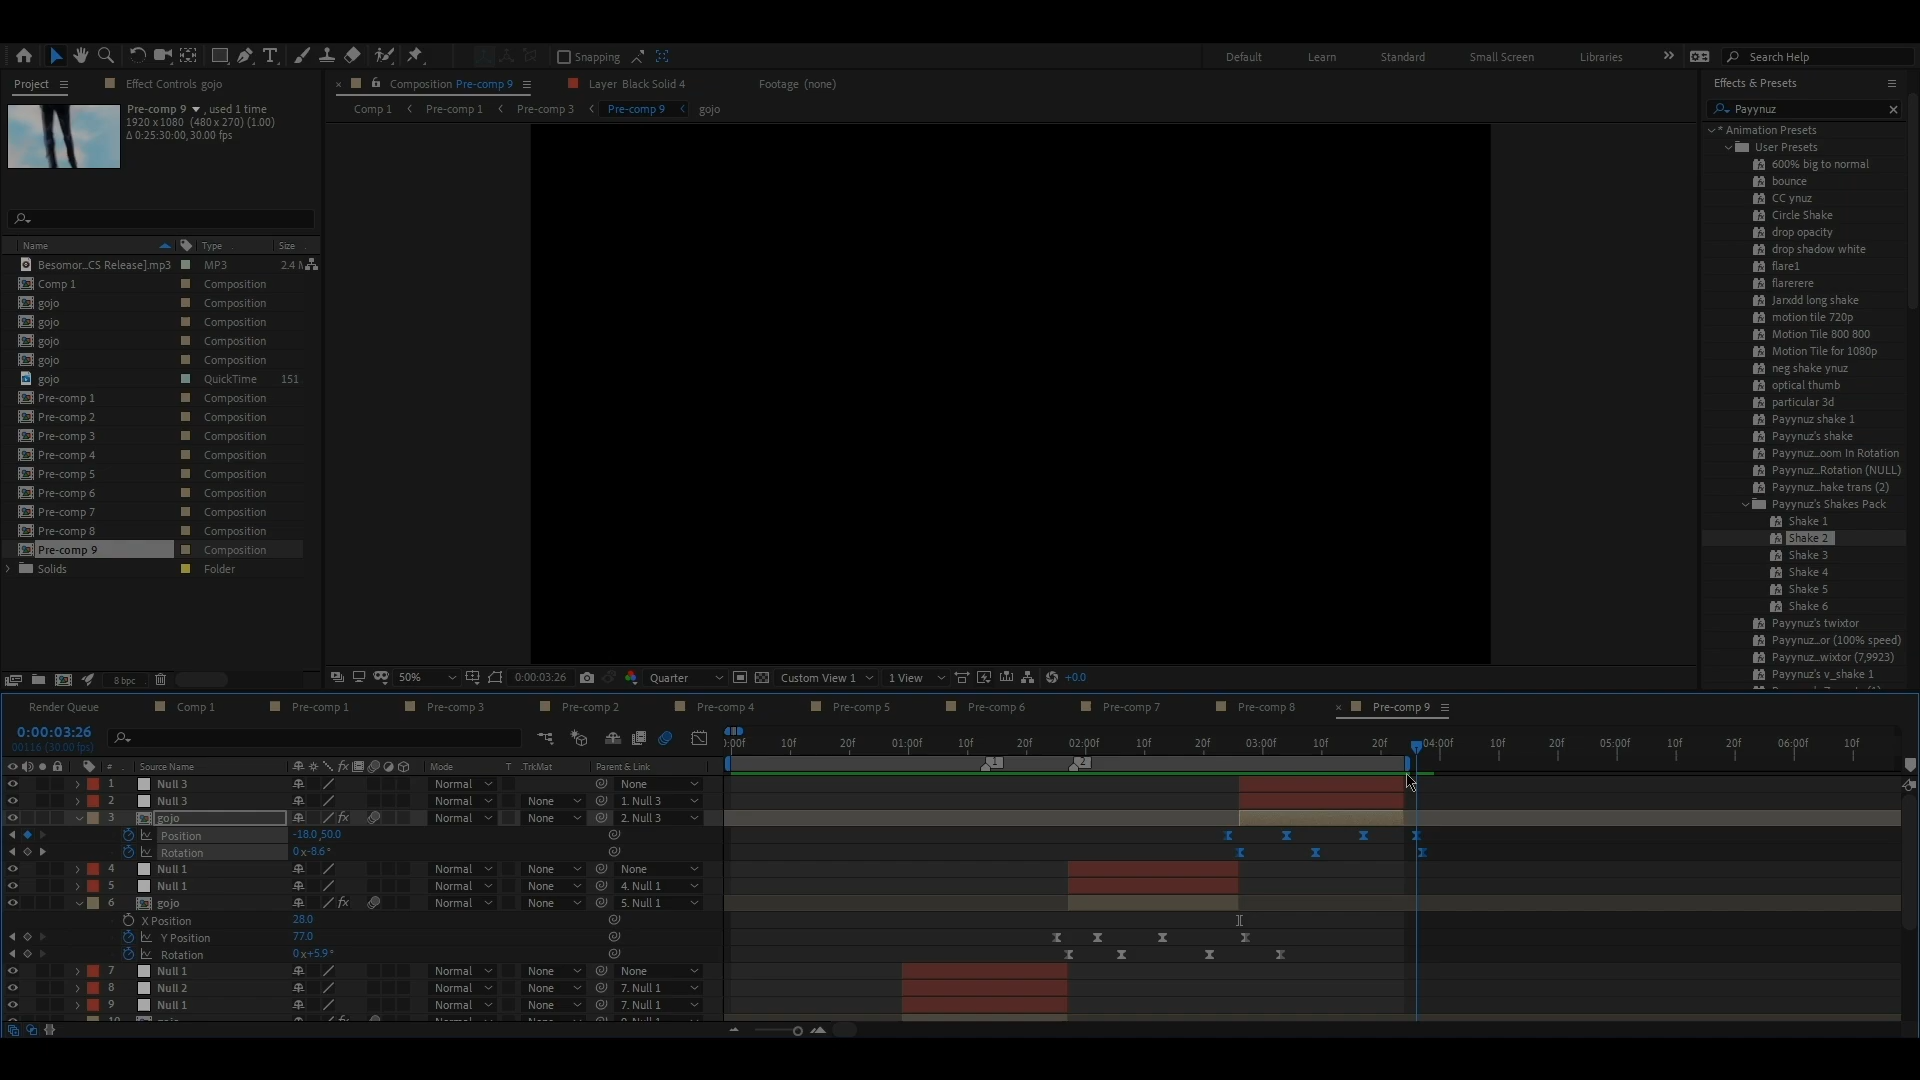 Snapping
Default
Learn
Standard
Small Screen
Libraries
Search Help
Project
Effect Controls gojo
Composition Pre-comp 9
Layer Black Solid 4
Footage (none)
Effects & Presets
Pre-comp 9 , used 1 time
1920 x 1080 (480 x 270) (1.00)
Δ 0:25:30:00, 30.00 fps
Comp 1
Pre-comp 1
Pre-comp 3
Pre-comp 9
gojo
Payynuz
* Animation Presets
User Presets
600% big to normal
bounce
CC ynuz
Circle Shake
drop opacity
drop shadow white
flare1
flarerere
Jarxdd long shake
motion tile 720p
Motion Tile 800 800
Motion Tile for 1080p
neg shake ynuz
optical thumb
particular 3d
Payynuz shake 1
Payynuz's shake
Payynuz...oom In Rotation
Payynuz...Rotation (NULL)
Payynuz...hake trans (2)
Payynuz's Shakes Pack
Shake 1
Shake 2
Shake 3
Shake 4
Shake 5
Shake 6
Payynuz's twixtor
Payynuz...or (100% speed)
Payynuz...wixtor (7,9923)
Payynuz's v_shake 1
Name
Type
Size
Besomor_CS Release].mp3 MP3 2.4 M
Comp 1 Composition
gojo Composition
gojo Composition
gojo Composition
gojo Composition
gojo QuickTime 151
Pre-comp 1 Composition
Pre-comp 2 Composition
Pre-comp 3 Composition
Pre-comp 4 Composition
Pre-comp 5 Composition
Pre-comp 6 Composition
Pre-comp 7 Composition
Pre-comp 8 Composition
Pre-comp 9 Composition
Solids Folder
8 bpc
50%
0:00:03:26
Quarter
Custom View 1
1 View
+0.0
Render Queue
Comp 1
Pre-comp 1
Pre-comp 3
Pre-comp 2
Pre-comp 4
Pre-comp 5
Pre-comp 6
Pre-comp 7
Pre-comp 8
Pre-comp 9
0:00:03:26
00116 (30.00 fps)
):00f 10f 20f 01:00f 10f 20f 02:00f 10f 20f 03:00f 10f 20f 04:00f 10f 20f 05:00f 10f 20f 06:00f 10f
1 2
# Source Name Mode T .TrkMat Parent & Link
1 Null 3 Normal None
2 Null 3 Normal None 1. Null 3
3 gojo Normal None 2. Null 3
Position -18.0,50.0
Rotation 0x-8.6°
4 Null 1 Normal None None
5 Null 1 Normal None 4. Null 1
6 gojo Normal None 5. Null 1
X Position 28.0
Y Position 77.0
Rotation 0x+5.9°
7 Null 1 Normal None None
8 Null 2 Normal None 7. Null 1
9 Null 1 Normal None 7. Null 1